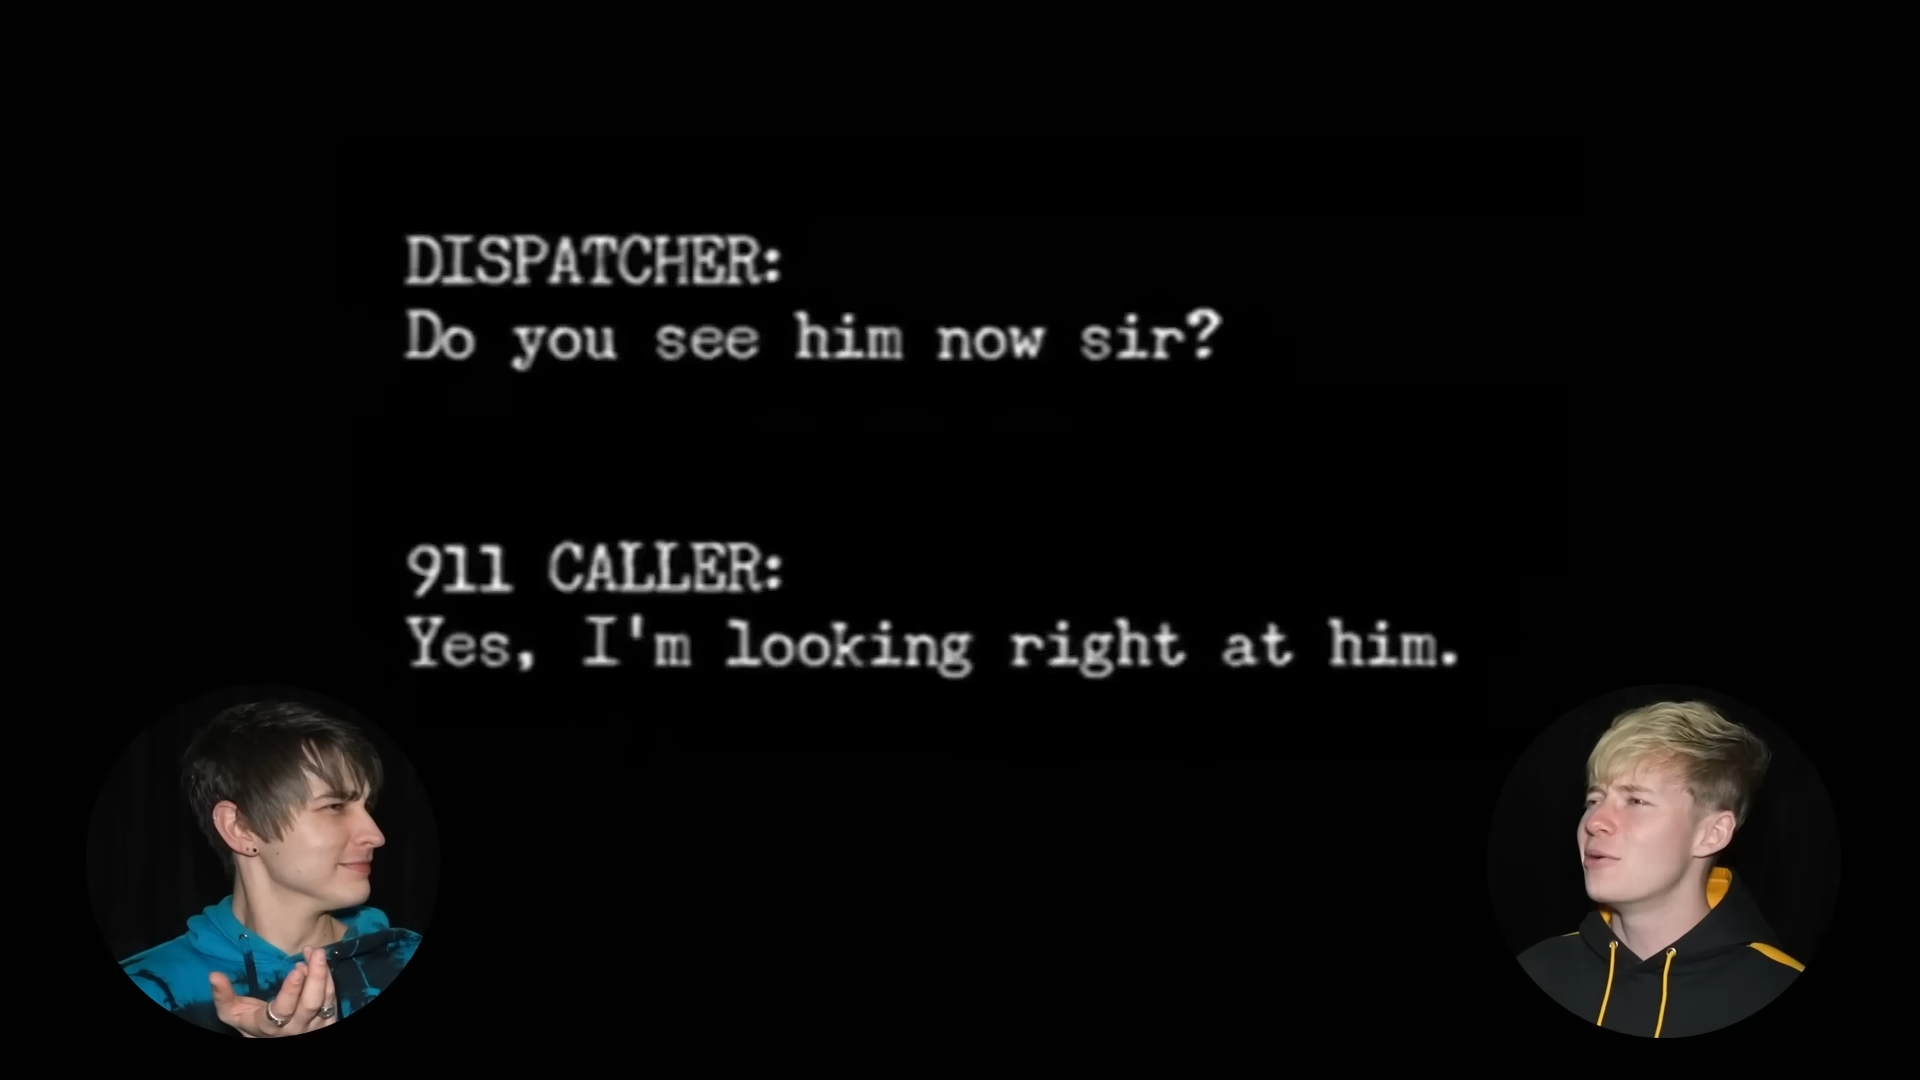 DISPATCHER:
Do you see him now sir?
911 CALLER:
Yes, I'm looking right at him.